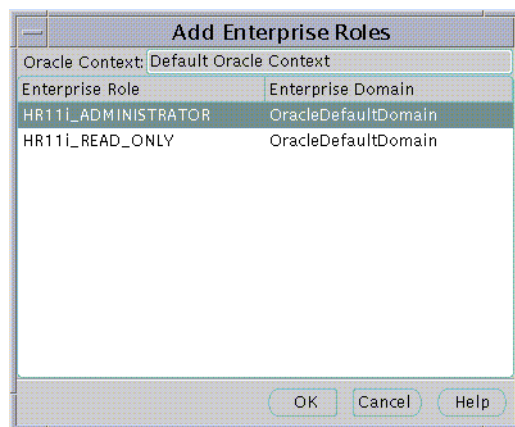 Add Enterprise Roles
Oracle Context: Default Oracle Context
Enterprise Role Enterprise Domain
HR11i_ADMINISTRATOR OracleDefaultDomain
HR11i_READ_ONLY OracleDefaultDomain
OK Cancel Help